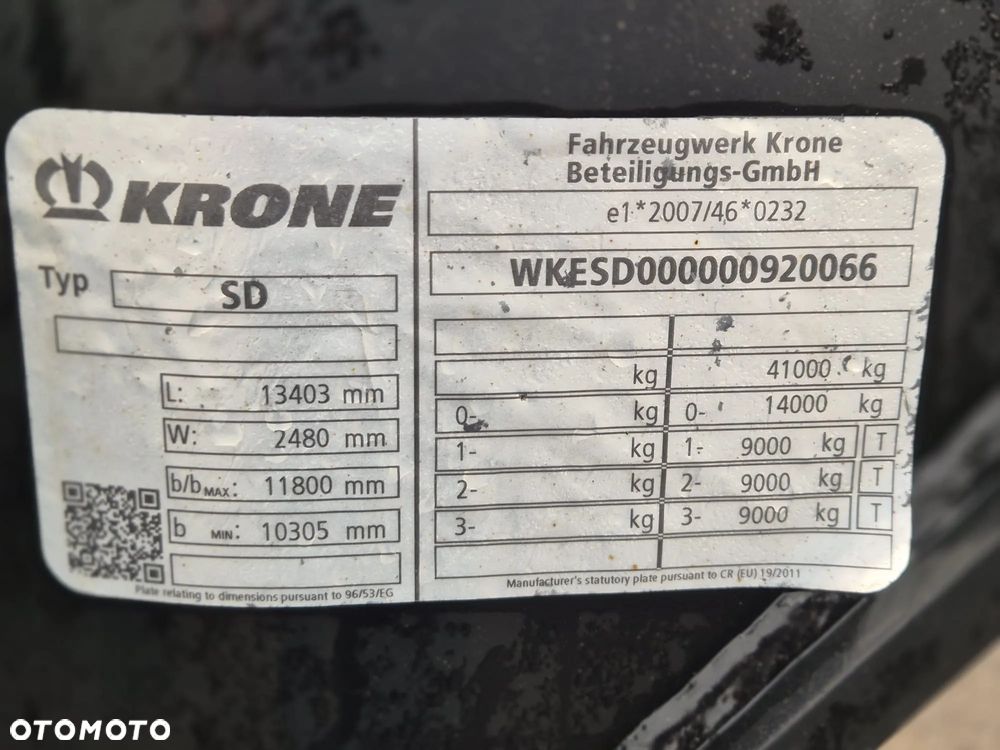 KRONE
Typ SD
L: 13403 mm
W: 2480 mm
b/b MAX: 11800 mm
b MIN: 10305 mm
Plate relating to dimensions pursuant to 96/53/EG
Fahrzeugwerk Krone
Beteiligungs-GmbH
e1*2007/46*0232
WKESD000000920066
kg 41000 kg
0- kg 0- 14000 kg
1- kg 1- 9000 kg T
2- kg 2- 9000 kg T
3- kg 3- 9000 kg T
Manufacturer's statutory plate pursuant to CR (EU) 19/2011
OTOMOTO